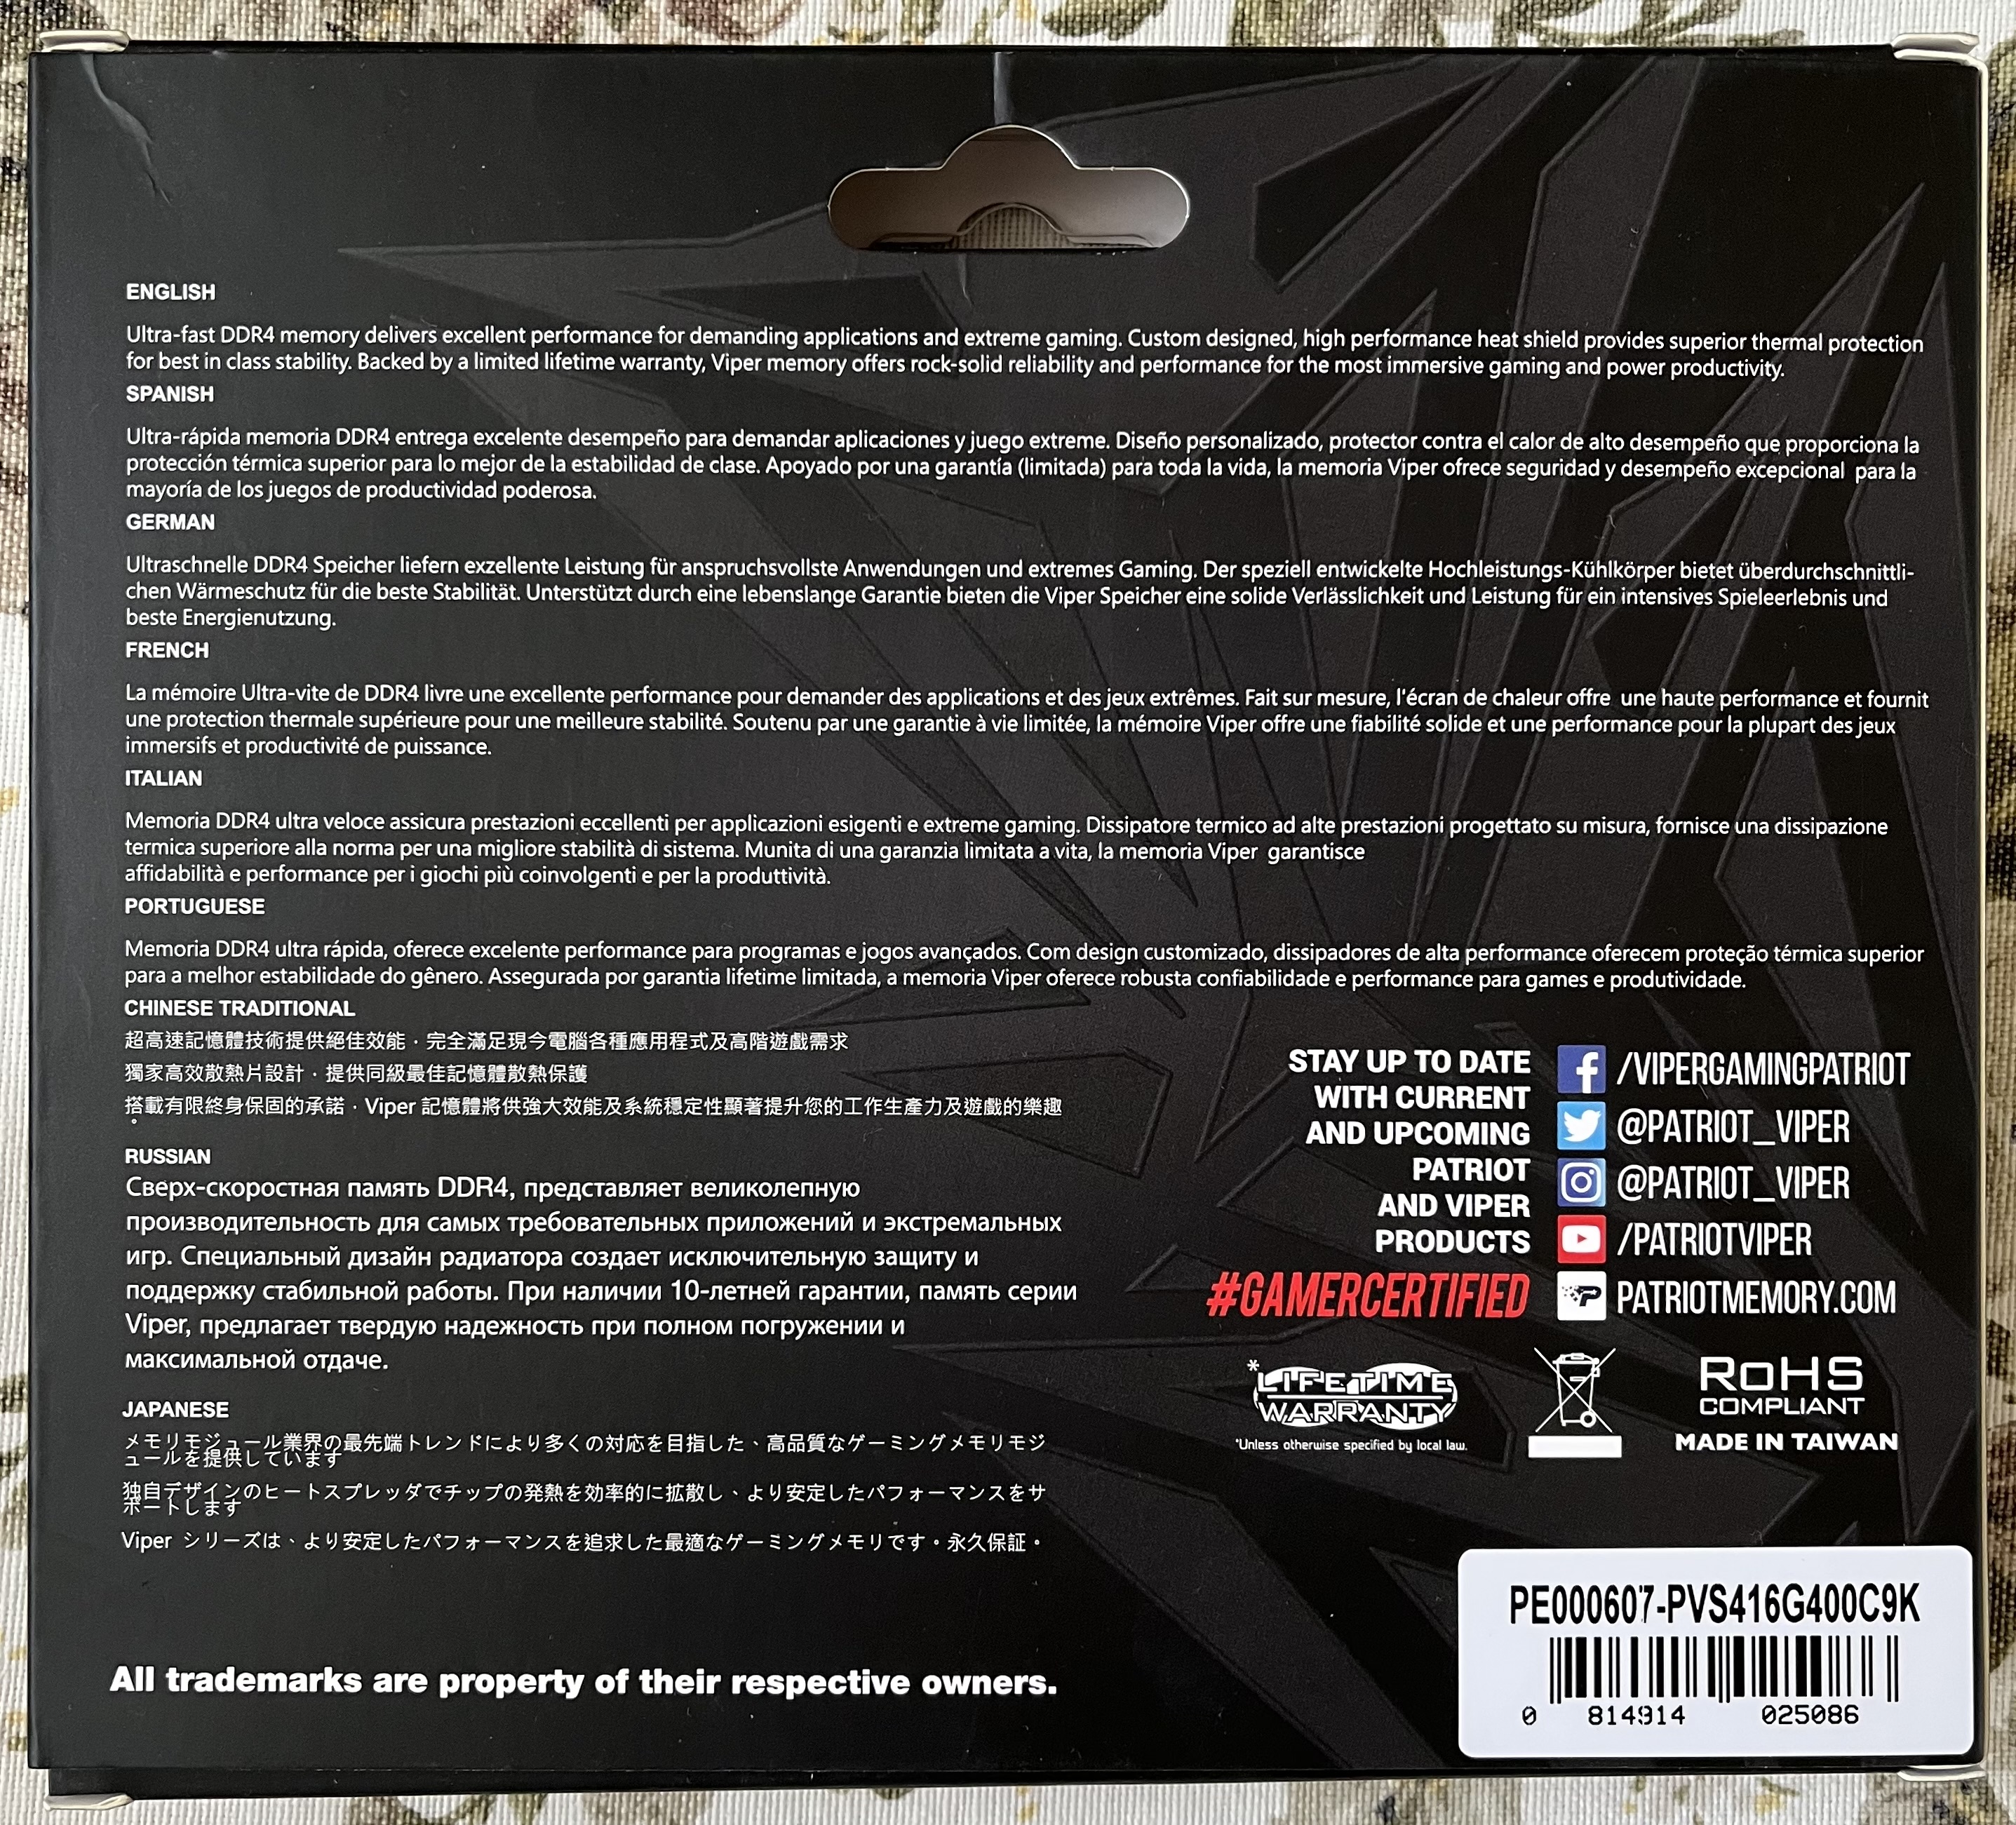 ENGLISH
Ultra-fast DDR4 memory delivers excellent performance for demanding applications and extreme gaming. Custom designed, high performance heat shield provides superior thermal protection
for best in class stability. Backed by a limited lifetime warranty, Viper memory offers rock-solid reliability and performance for the most immersive gaming and power productivity.
SPANISH
Ultra-rápida memoria DDR4 entrega excelente desempeño para demandar aplicaciones y juego extreme. Diseño personalizado, protector contra el calor de alto desempeño que proporciona la
protección térmica superior para lo mejor de la estabilidad de clase. Apoyado por una garantía (limitada) para toda la vida, la memoria Viper ofrece seguridad y desempeño excepcional para la
mayoría de los juegos de productividad poderosa.
GERMAN
Ultraschnelle DDR4 Speicher liefern exzellente Leistung für anspruchsvollste Anwendungen und extremes Gaming. Der speziell entwickelte Hochleistungs-Kühlkörper bietet überdurchschnittli-
chen Wärmeschutz für die beste Stabilität. Unterstützt durch eine lebenslange Garantie bieten die Viper Speicher eine solide Verlässlichkeit und Leistung für ein intensives Spieleerlebnis und
beste Energienutzung.
FRENCH
La mémoire Ultra-vite de DDR4 livre une excellente performance pour demander des applications et des jeux extrêmes. Fait sur mesure, l'écran de chaleur offre une haute performance et fournit
une protection thermale supérieure pour une meilleure stabilité. Soutenu par une garantie à vie limitée, la mémoire Viper offre une fiabilité solide et une performance pour la plupart des jeux
immersifs et productivité de puissance.
ITALIAN
Memoria DDR4 ultra veloce assicura prestazioni eccellenti per applicazioni esigenti e extreme gaming. Dissipatore termico ad alte prestazioni progettato su misura, fornisce una dissipazione
termica superiore alla norma per una migliore stabilità di sistema. Munita di una garanzia limitata a vita, la memoria Viper garantisce
affidabilità e performance per i giochi più coinvolgenti e per la produttività.
PORTUGUESE
Memoria DDR4 ultra rápida, oferece excelente performance para programas e jogos avançados. Com design customizado, dissipadores de alta performance oferecem proteção térmica superior
para a melhor estabilidade do gênero. Assegurada por garantia lifetime limitada, a memoria Viper oferece robusta confiabilidade e performance para games e produtividade.
CHINESE TRADITIONAL
超高速記憶體技術提供絕佳效能，完全滿足現今電腦各種應用程式及高階遊戲需求
獨家高效散熱片設計，提供同級最佳記憶體散熱保護
搭載有限終身保固的承諾，Viper 記憶體將供強大效能及系統穩定性顯著提升您的工作生產力及遊戲的樂趣
。
RUSSIAN
Сверх-скоростная память DDR4, представляет великолепную
производительность для самых требовательных приложений и экстремальных
игр. Специальный дизайн радиатора создает исключительную защиту и
поддержку стабильной работы. При наличии 10-летней гарантии, память серии
Viper, предлагает твердую надежность при полном погружении и
максимальной отдаче.
JAPANESE
メモリモジュール業界の最先端トレンドにより多くの対応を目指した、高品質なゲーミングメモリモジ
ュールを提供しています
独自デザインのヒートスプレッダでチップの発熱を効率的に拡散し、より安定したパフォーマンスをサ
ポートします
Viper シリーズは、より安定したパフォーマンスを追求した最適なゲーミングメモリです。永久保証。
All trademarks are property of their respective owners.
STAY UP TO DATE
WITH CURRENT
AND UPCOMING
PATRIOT
AND VIPER
PRODUCTS
#GAMERCERTIFIED
/VIPERGAMINGPATRIOT
@PATRIOT_VIPER
@PATRIOT_VIPER
/PATRIOTVIPER
PATRIOTMEMORY.COM
*LIFETIME
WARRANTY
*Unless otherwise specified by local law.
RoHS
COMPLIANT
MADE IN TAIWAN
PE000607-PVS416G400C9K
0 814914 025086